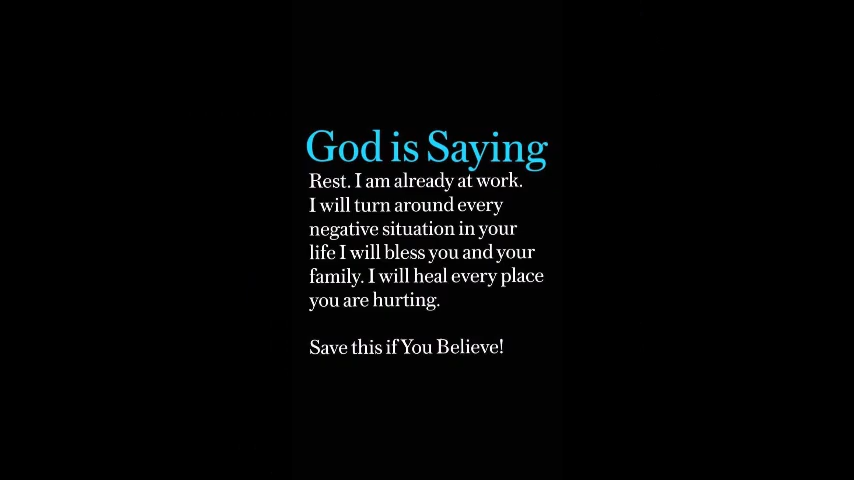 God is Saying
Rest. I am already at work.
I will turn around every
negative situation in your
life I will bless you and your
family. I will heal every place
you are hurting.
Save this if You Believe!